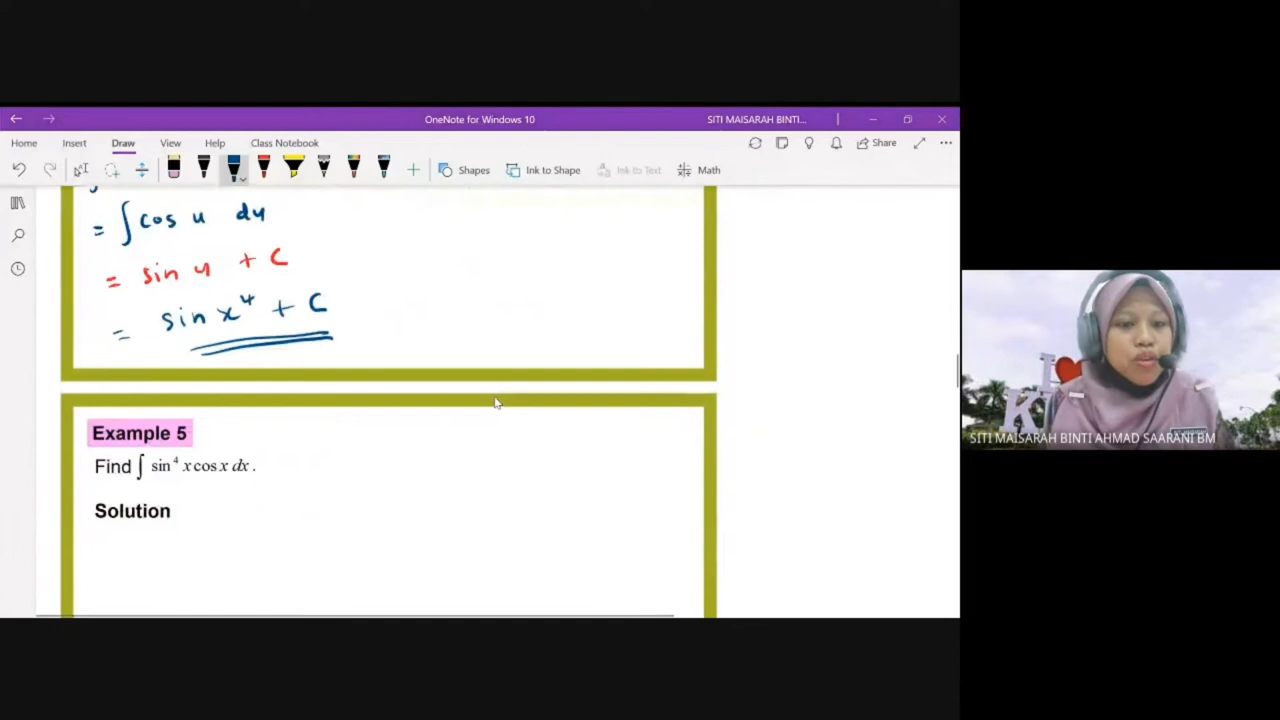 OneNote for Windows 10
SITI MAISARAH BINTI...
Home Insert Draw View Help Class Notebook
Share
Shapes Ink to Shape Ink to Text Math
= ∫ cos u du
= sin u + C
= sin x⁴ + C
Example 5
Find ∫ sin⁴ x cos x dx .
Solution
I
K
SITI MAISARAH BINTI AHMAD SAARANI BM